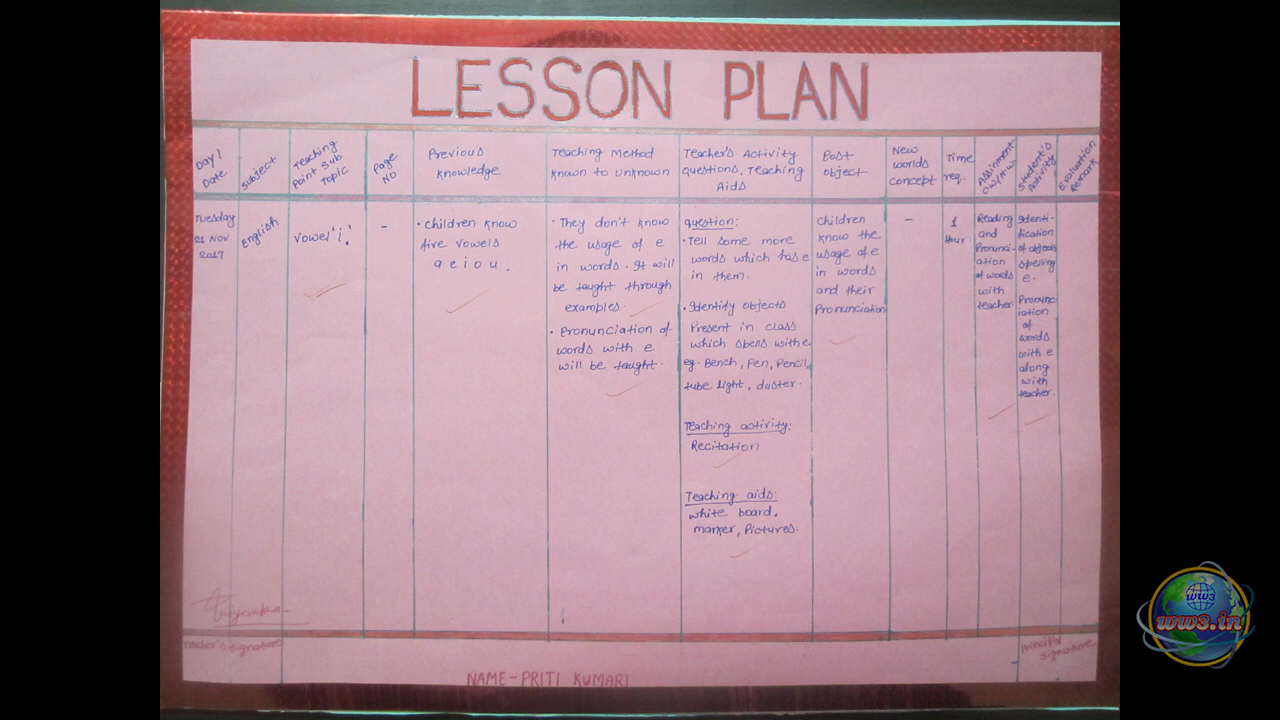 LESSON PLAN
Day/
Date
Subject
Teaching
Point Sub
Topic
Page
No
Previous
Knowledge
Teaching Method
Known to Unknown
Teacher's Activity
questions, Teaching
Aids
Post
object
New
worlds
concept
Time
req.
Assinment
CW/H.W.
Student's
Activity
Evaluation
Remark
Tuesday
21 NOV
2017
English
Vowel 'i'
-
• Children know
five vowels
a e i o u .
• They don't know
the usage of e
in words. It will
be taught through
examples.
• Pronunciation of
words with e
will be taught.
question:
• Tell some more
words which has e
in them.
• Identify objects
Present in class
which spens with e
eg. Bench, Pen, Pencil,
tube light, duster.
Teaching activity:
Recitation
Teaching aids:
white board,
marker, Pictures.
Children
know the
usage of e
in words
and their
Pronunciation
-
1
Hour
Reading
and
Pronunci-
ation
of words
with
teacher.
Identi-
fication
of objects
spelling
e.
Pronunc
iation
of
words
with e
along
with
teacher.
Teacher's signature
Principal
signature
NAME-PRITI KUMARI
ww3
ww3.in